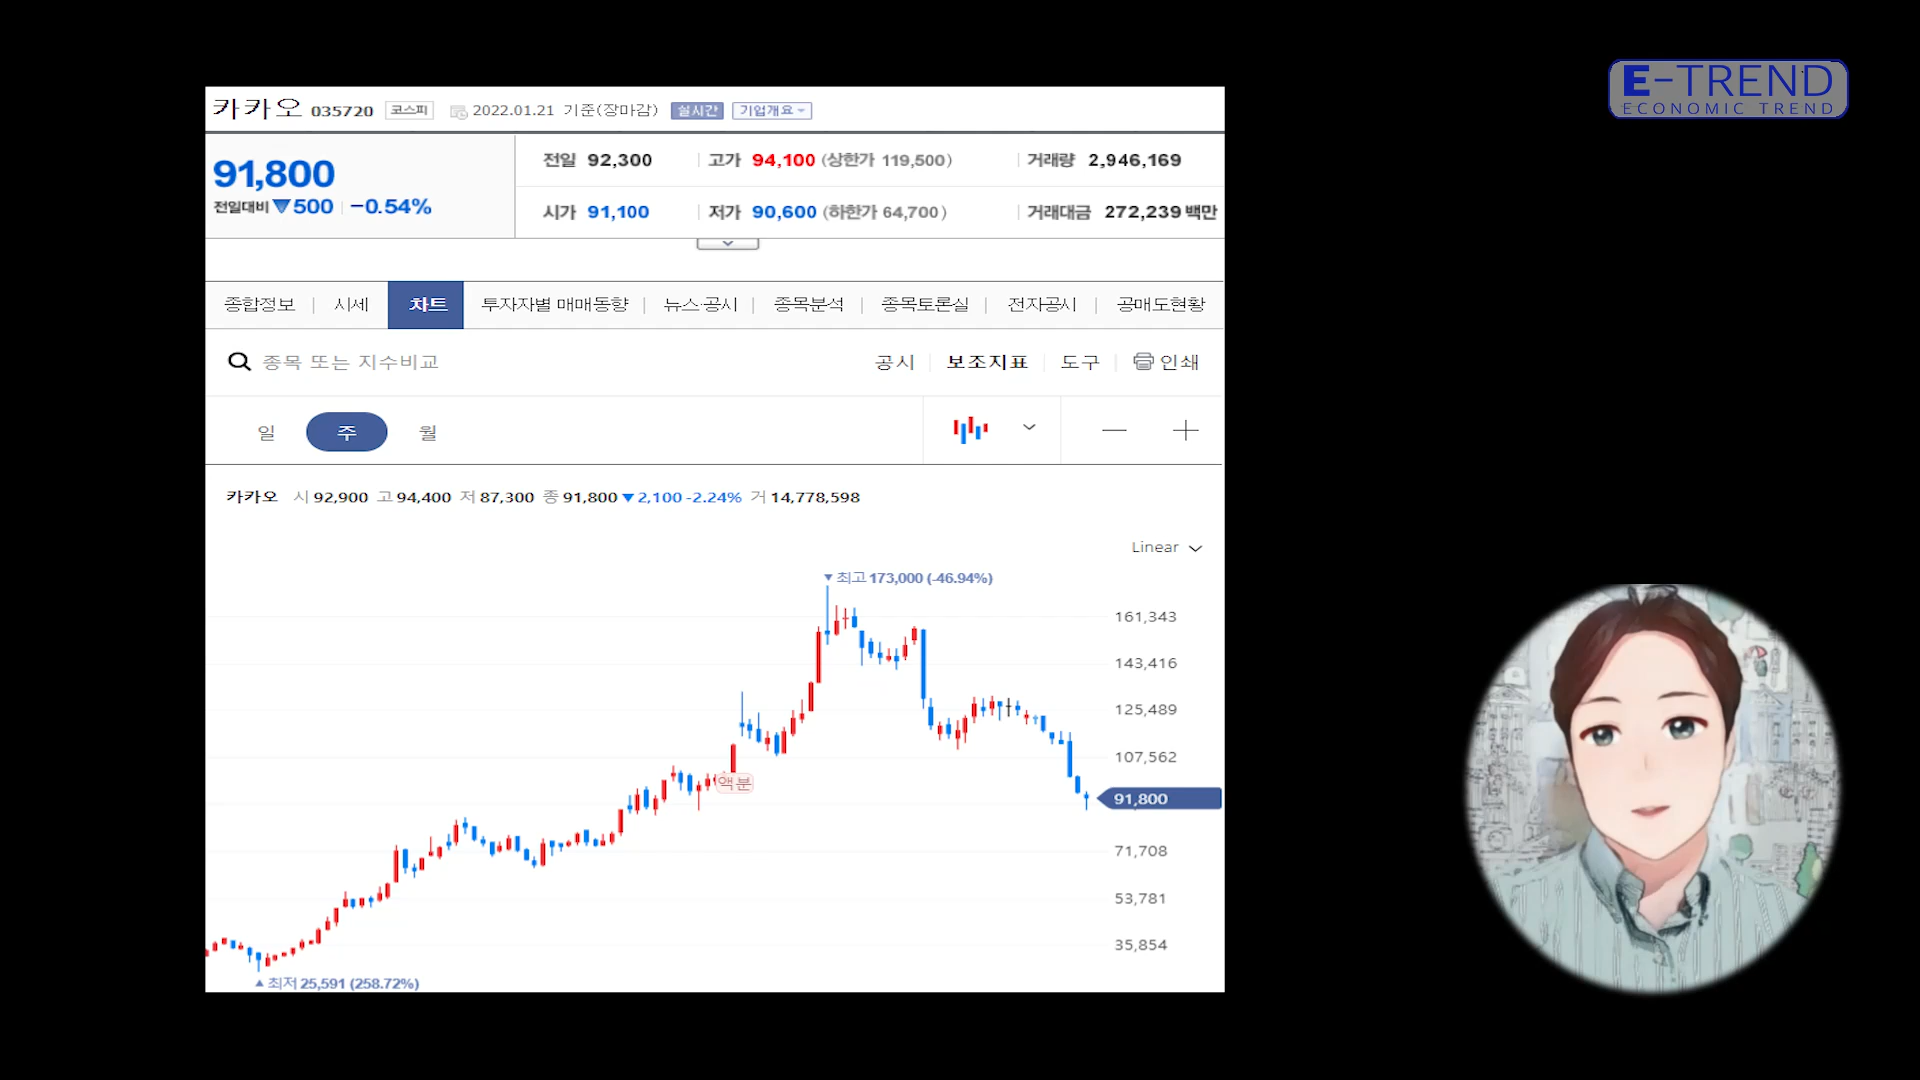 E-TREND
ECONOMIC TREND
카카오 035720 코스피 2022.01.21 기준(장마감) 실시간 기업개요
91,800
전일대비 ▼500 -0.54%
전일 92,300 고가 94,100 (상한가 119,500) 거래량 2,946,169
시가 91,100 저가 90,600 (하한가 64,700) 거래대금 272,239 백만
종합정보 시세 차트 투자자별 매매동향 뉴스·공시 종목분석 종목토론실 전자공시 공매도현황
종목 또는 지수비교 공시 보조지표 도구 인쇄
일 주 월
카카오 시 92,900 고 94,400 저 87,300 종 91,800 ▼2,100 -2.24% 거 14,778,598
Linear
▼최고 173,000 (-46.94%)
161,343
143,416
125,489
107,562
액분
91,800
71,708
53,781
35,854
▲최저 25,591 (258.72%)